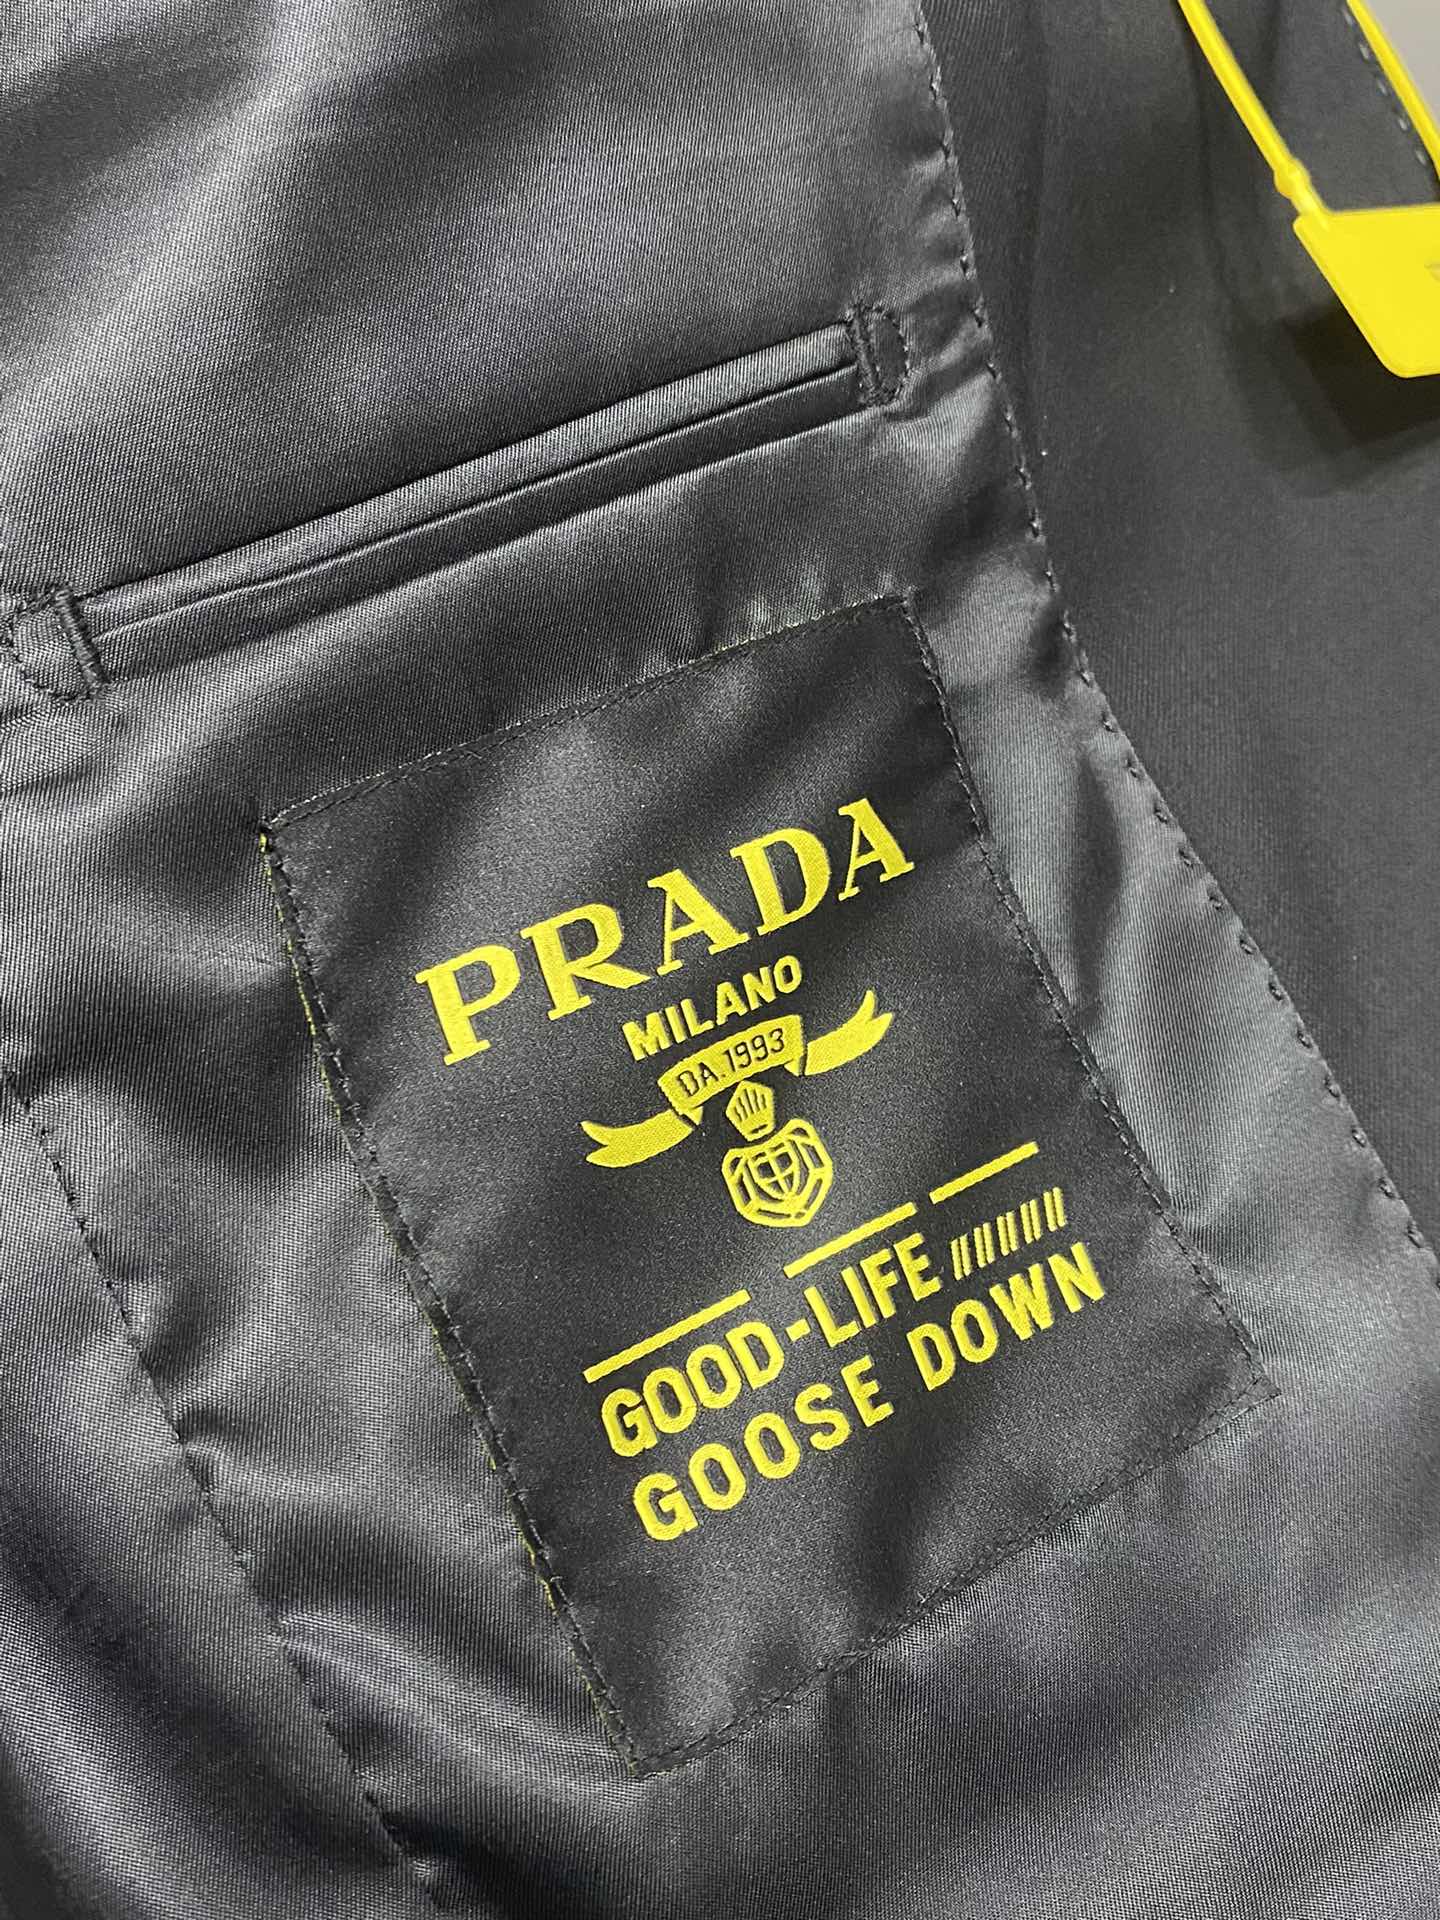 PRADA
MILANO
DA.1993
GOOD-LIFE
GOOSE DOWN